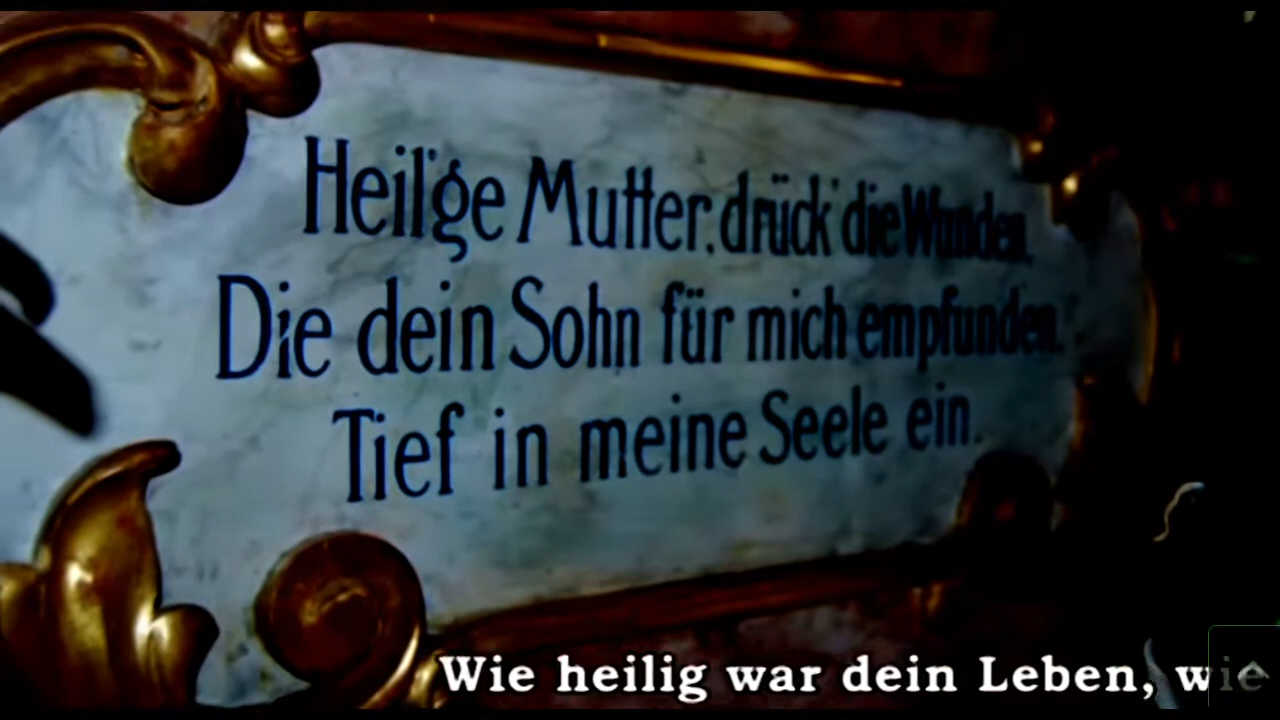 Heil'ge Mutter, drück' die Wunden,
Die dein Sohn für mich empfunden,
Tief in meine Seele ein.
Wie heilig war dein Leben, wie